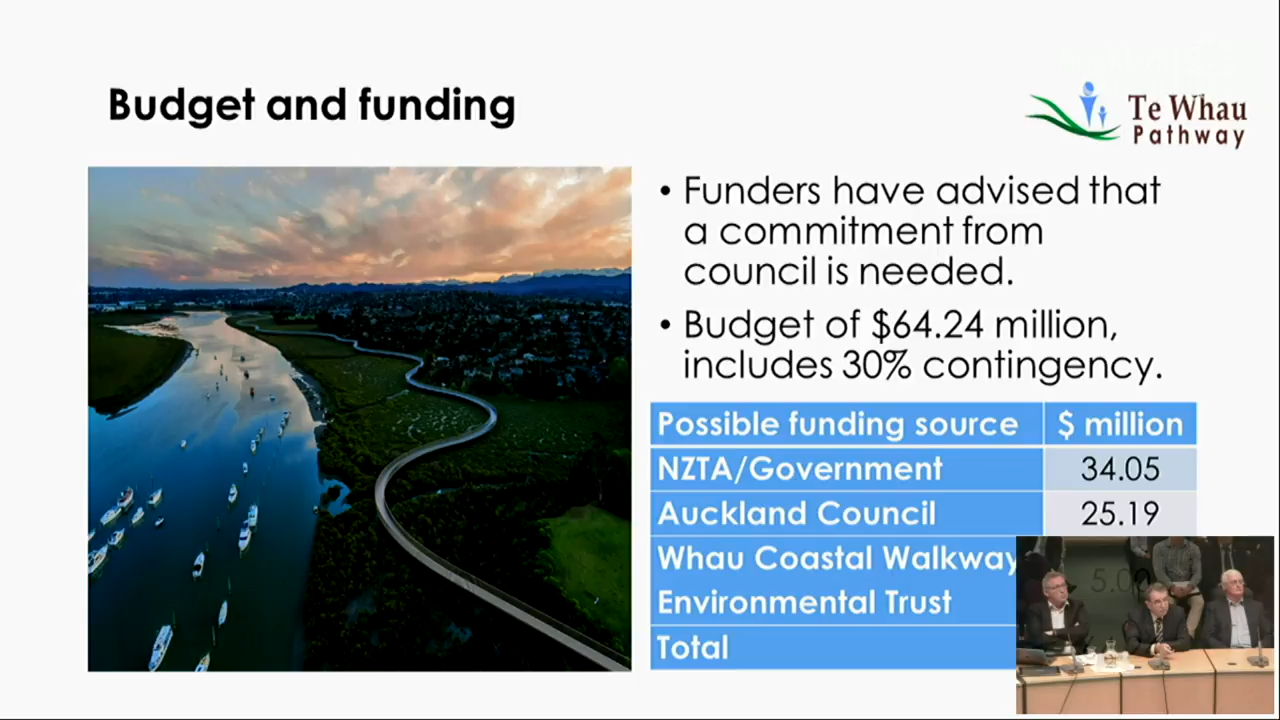 Budget and funding
Te Whau
Pathway
• Funders have advised that
a commitment from
council is needed.
• Budget of $64.24 million,
includes 30% contingency.
Possible funding source $ million
NZTA/Government 34.05
Auckland Council 25.19
Whau Coastal Walkway
Environmental Trust 5.00
Total